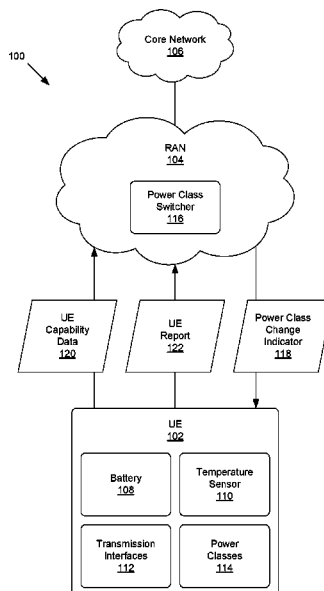 Core Network
106
100
RAN
104
Power Class
Switcher
116
UE
Capability
Data
120
UE
Report
122
Power Class
Change
Indicator
118
UE
102
Battery
108
Temperature
Sensor
110
Transmission
Interfaces
112
Power
Classes
114